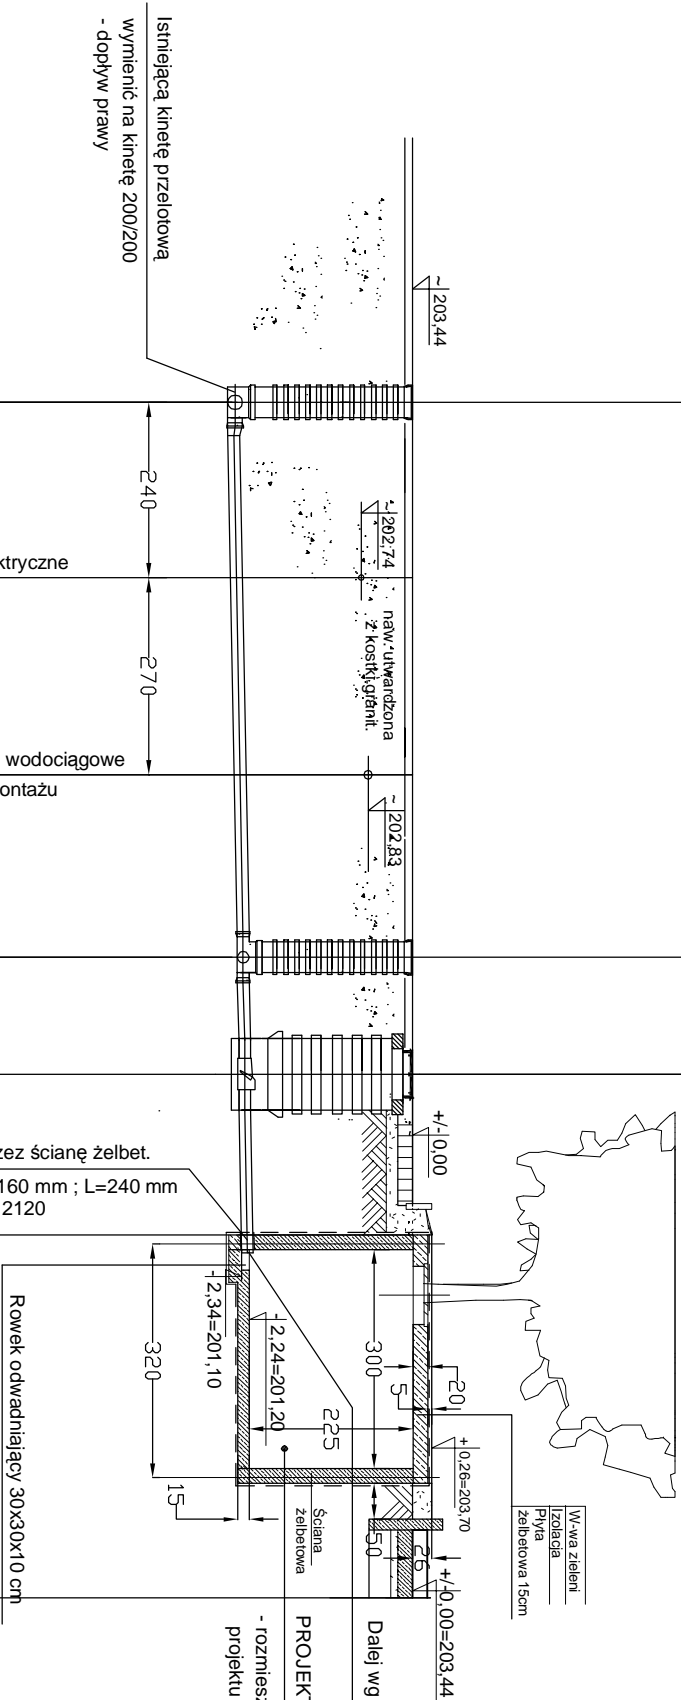 Istniejącą kinetę przelotową
wymienić na kinetę 200/200
- dopływ prawy
~ 203,44
240
~ 202,74
ktryczne
naw. utwardzona
z kostki granit.
270
wodociągowe
ontażu
~ 202,83
+/- 0,00
zez ścianę żelbet.
160 mm ; L=240 mm
2120
- 2,34=201,10
- 2,24=201,20
320
300
225
20
5
15
+ 0,26=203,70
W-wa zieleni
Izolacja
Płyta
żelbetowa 15cm
Ściana
żelbetowa
50
26
+/-0,00=203,44
Rowek odwadniający 30x30x10 cm
Dalej wg
PROJEKT
- rozmiesz
projektu